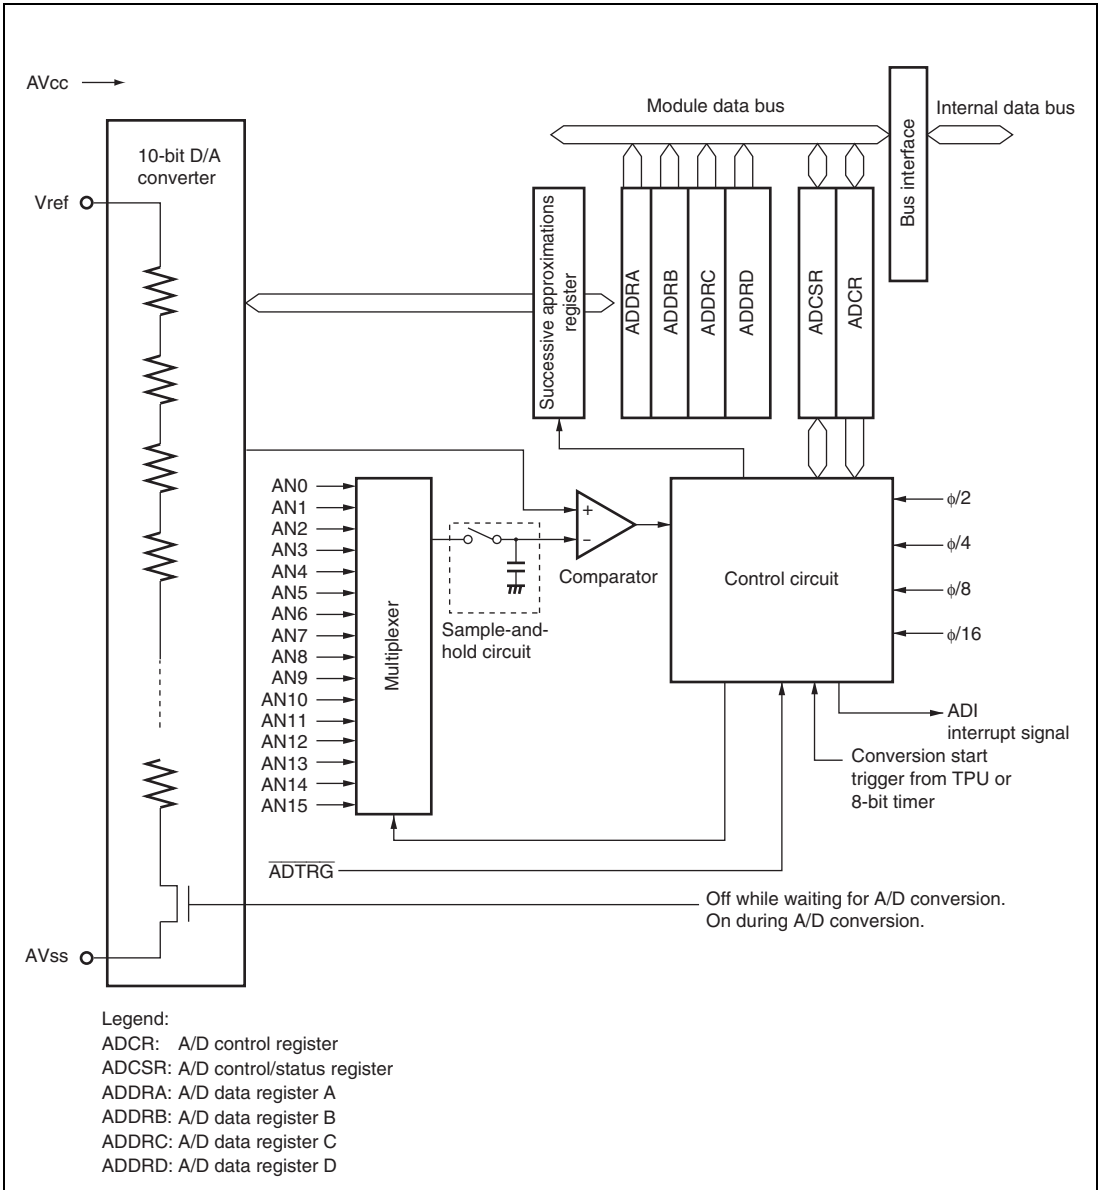 AVcc
Module data bus
Internal data bus
Bus interface
10-bit D/A
converter
Vref
Successive approximations
register
ADDRA
ADDRB
ADDRC
ADDRD
ADCSR
ADCR
AN0
AN1
AN2
AN3
AN4
AN5
AN6
AN7
AN8
AN9
AN10
AN11
AN12
AN13
AN14
AN15
Multiplexer
+
−
Comparator
Sample-and-
hold circuit
Control circuit
ϕ/2
ϕ/4
ϕ/8
ϕ/16
ADI
interrupt signal
Conversion start
trigger from TPU or
8-bit timer
ADTRG
Off while waiting for A/D conversion.
On during A/D conversion.
AVss
Legend:
ADCR: A/D control register
ADCSR: A/D control/status register
ADDRA: A/D data register A
ADDRB: A/D data register B
ADDRC: A/D data register C
ADDRD: A/D data register D